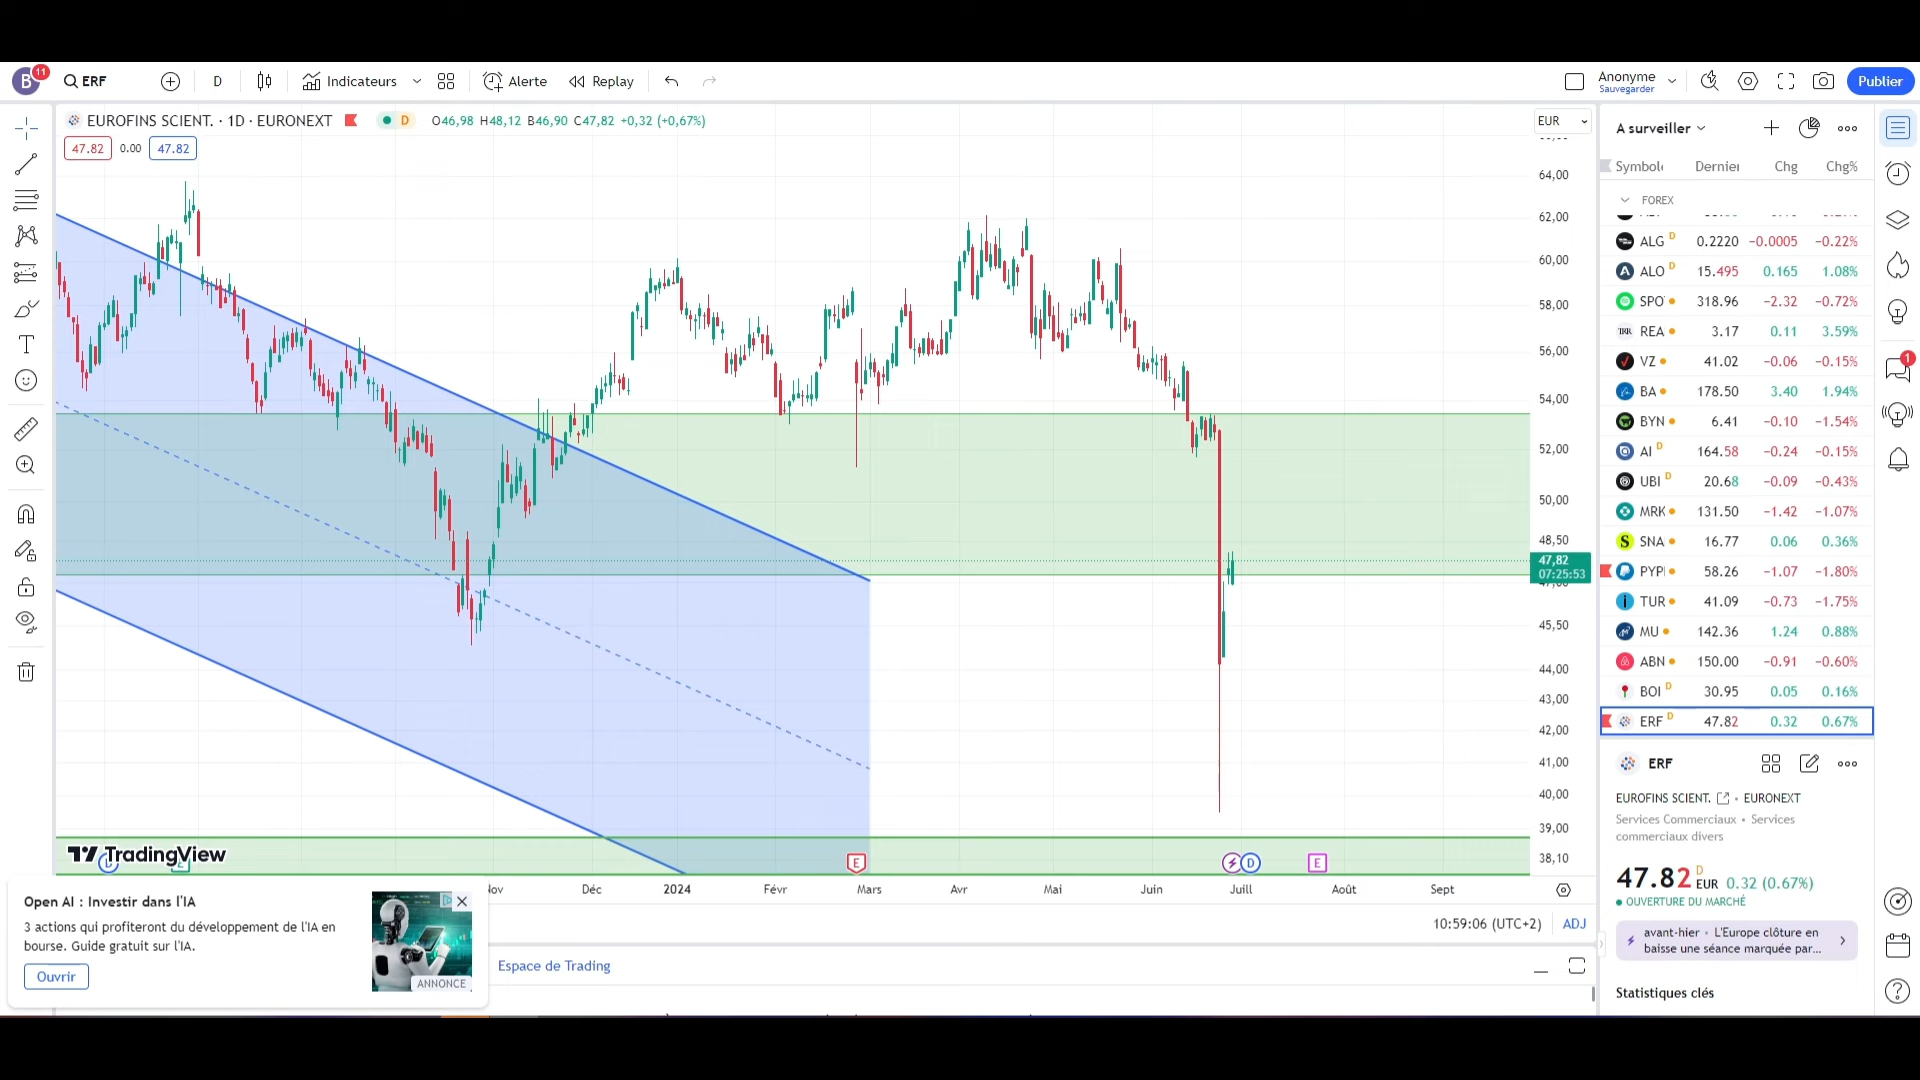 B 11 ERF D Indicateurs Alerte Replay Anonyme Sauvegarder Publier
EUROFINS SCIENT. · 1D · EURONEXT D O46,98 H48,12 B46,90 C47,82 +0,32 (+0,67%)
47.82 0.00 47.82
EUR
64,00
62,00
60,00
58,00
56,00
54,00
52,00
50,00
48,50
47,82
07:25:53
45,50
44,00
43,00
42,00
41,00
40,00
39,00
38,10
TradingView
E
D
E
Nov Déc 2024 Févr Mars Avr Mai Juin Juill Août Sept
10:59:06 (UTC+2) ADJ
Espace de Trading
Open AI : Investir dans l'IA
3 actions qui profiteront du développement de l'IA en
bourse. Guide gratuit sur l'IA.
Ouvrir
ANNONCE
A surveiller
Symbole Dernier Chg Chg%
FOREX
ALG D 0.2220 −0.0005 −0.22%
ALO D 15.495 0.165 1.08%
SPO 318.96 −2.32 −0.72%
REA 3.17 0.11 3.59%
VZ 41.02 −0.06 −0.15%
BA 178.50 3.40 1.94%
BYN 6.41 −0.10 −1.54%
AI D 164.58 −0.24 −0.15%
UBI D 20.68 −0.09 −0.43%
MRK 131.50 −1.42 −1.07%
SNA 16.77 0.06 0.36%
PYP 58.26 −1.07 −1.80%
TUR 41.09 −0.73 −1.75%
MU 142.36 1.24 0.88%
ABN 150.00 −0.91 −0.60%
BOI D 30.95 0.05 0.16%
ERF D 47.82 0.32 0.67%
ERF
EUROFINS SCIENT. • EURONEXT
Services Commerciaux • Services
commerciaux divers
47.82 D EUR 0.32 (0.67%)
OUVERTURE DU MARCHÉ
avant-hier • L'Europe clôture en
baisse une séance marquée par...
Statistiques clés
1